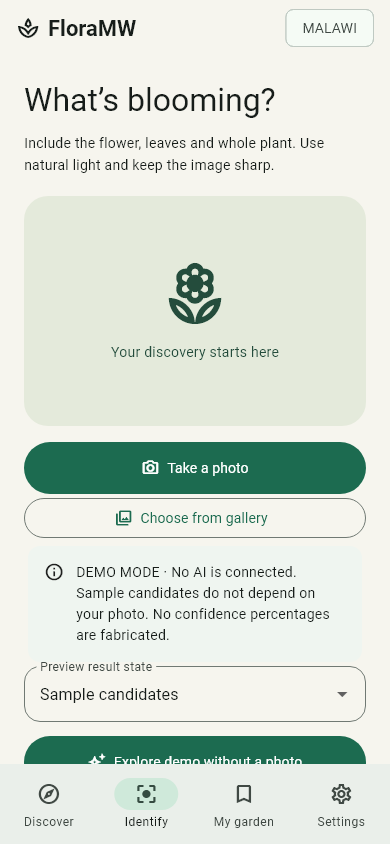 FloraMW
MALAWI
What’s blooming?
Include the flower, leaves and whole plant. Use
natural light and keep the image sharp.
Your discovery starts here
Take a photo
Choose from gallery
DEMO MODE · No AI is connected.
Sample candidates do not depend on
your photo. No confidence percentages
are fabricated.
Preview result state
Sample candidates
Explore demo without a photo
Discover
Identify
My garden
Settings